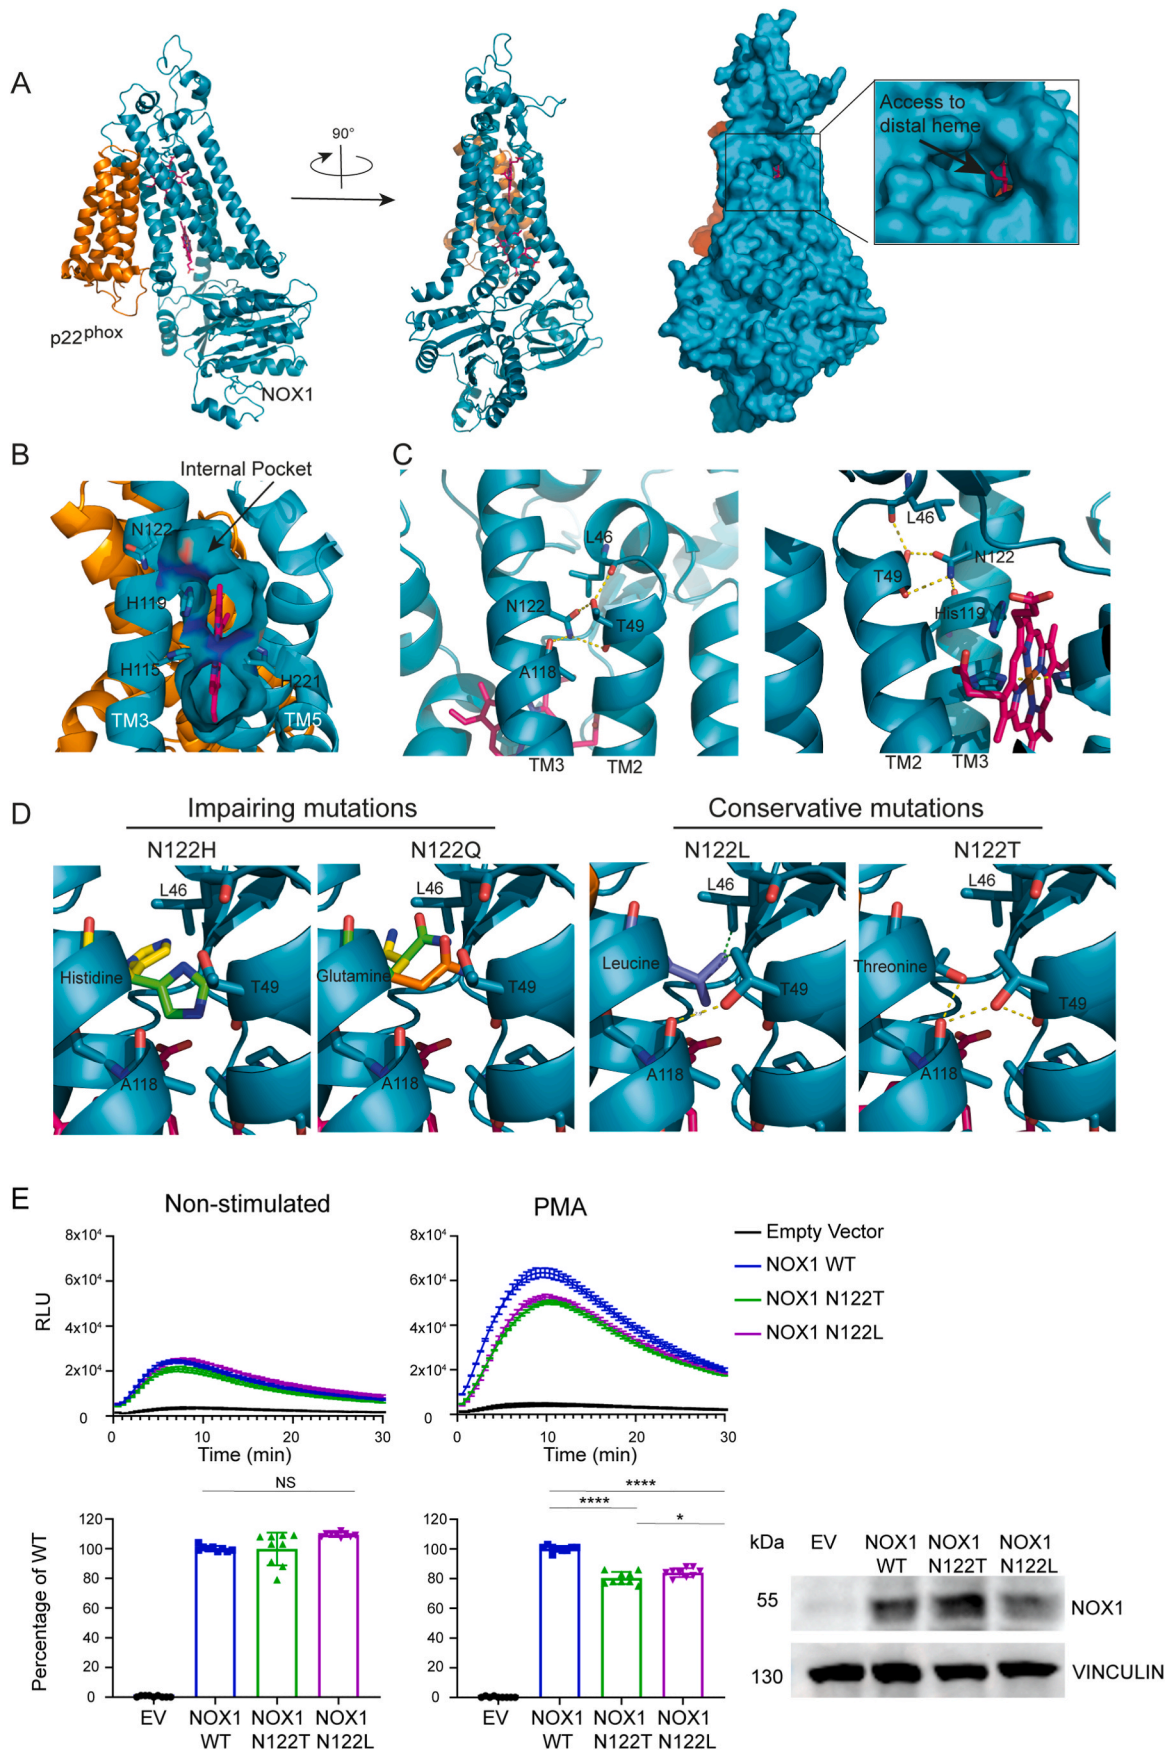 A
90°
Access to
distal heme
p22phox
NOX1
B
Internal Pocket
N122
H119
H115
H221
TM3
TM5
C
L46
N122
T49
A118
TM3
TM2
L46
N122
T49
His119
TM2
TM3
D
Impairing mutations
Conservative mutations
N122H
N122Q
N122L
N122T
L46
Histidine
T49
A118
L46
Glutamine
T49
L46
Leucine
T49
A118
L46
Threonine
T49
A118
E
Non-stimulated
PMA
8x10⁴
6x10⁴
4x10⁴
2x10⁴
0
RLU
0
10
20
30
Time (min)
8x10⁴
6x10⁴
4x10⁴
2x10⁴
0
0
10
20
30
Time (min)
Empty Vector
NOX1 WT
NOX1 N122T
NOX1 N122L
NS
Percentage of WT
120
100
80
60
40
20
0
EV
NOX1
WT
NOX1
N122T
NOX1
N122L
****
****
*
120
100
80
60
40
20
0
EV
NOX1
WT
NOX1
N122T
NOX1
N122L
kDa
EV
NOX1
WT
NOX1
N122T
NOX1
N122L
55
NOX1
130
VINCULIN